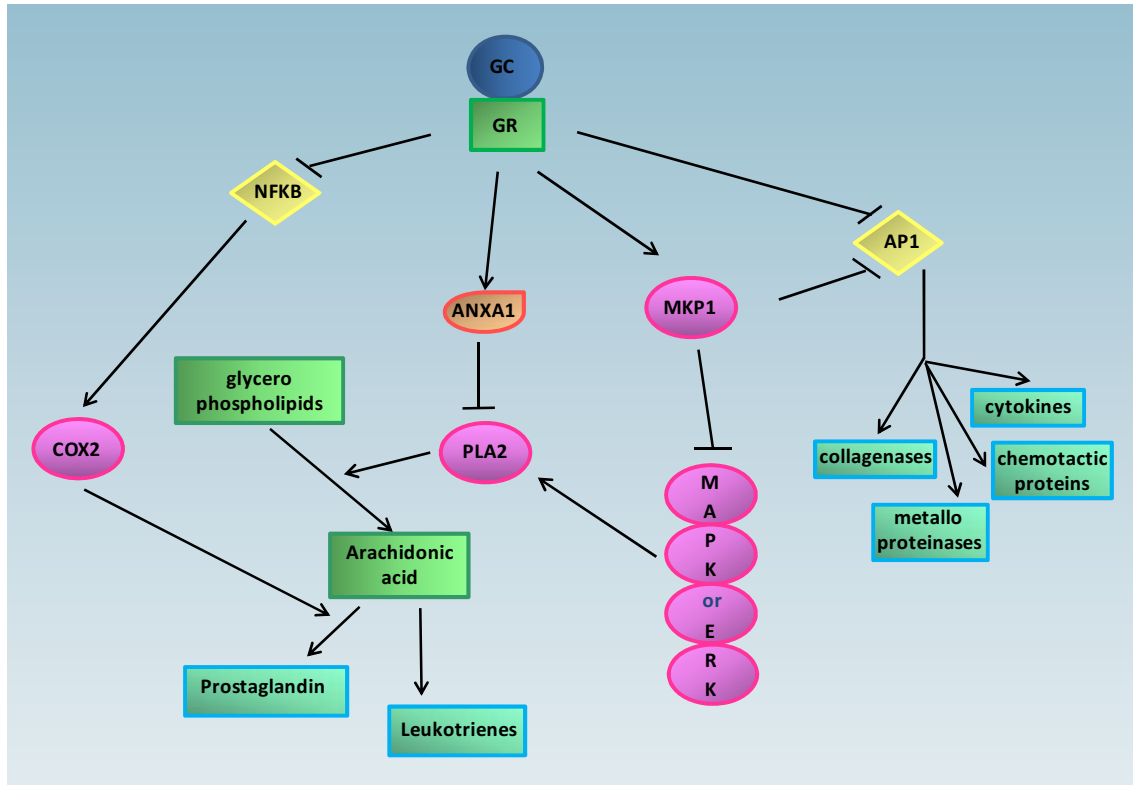 GC
GR
NFKB
AP1
ANXA1
MKP1
glycero
phospholipids
cytokines
COX2
PLA2
collagenases
chemotactic
proteins
M
A
P
K
or
E
R
K
metallo
proteinases
Arachidonic
acid
Prostaglandin
Leukotrienes